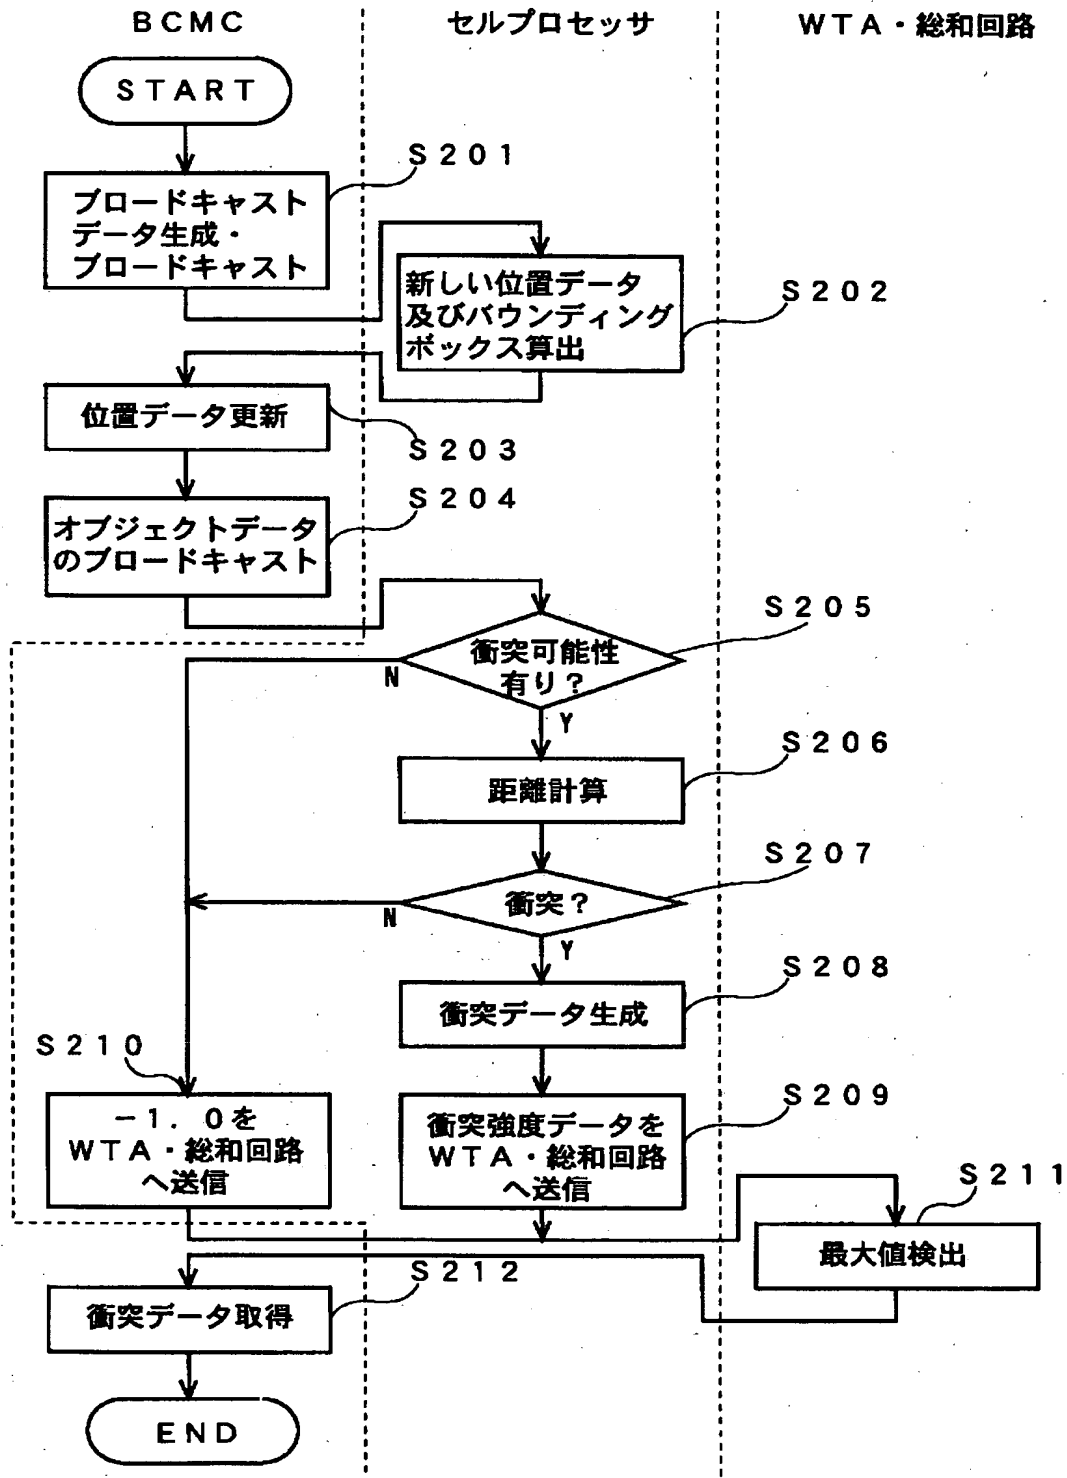 BCMC
セルプロセッサ
WTA・総和回路
START
S201
ブロードキャスト
データ生成・
ブロードキャスト
新しい位置データ
及びバウンディング
ボックス算出
S202
位置データ更新
S203
S204
オブジェクトデータ
のブロードキャスト
S205
衝突可能性
有り?
N
Y
S206
距離計算
S207
衝突?
N
Y
S208
衝突データ生成
S210
S209
-1.0を
WTA・総和回路
へ送信
衝突強度データを
WTA・総和回路
へ送信
S211
最大値検出
S212
衝突データ取得
END